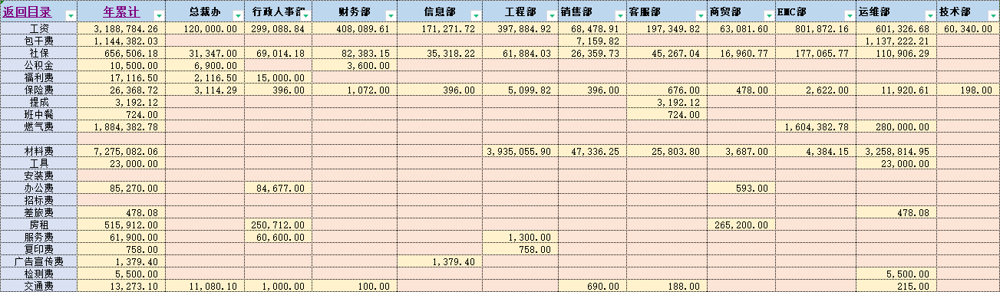 返回目录 年累计 总裁办 行政人事部 财务部 信息部 工程部 销售部 客服部 商贸部 EMC部 运维部 技术部
工资 3,188,784.26 120,000.00 299,088.84 408,089.61 171,271.72 397,884.92 68,478.91 197,349.82 63,081.60 801,872.16 601,326.68 60,340.00
包干费 1,144,382.03 7,159.82 1,137,222.21
社保 656,506.18 31,347.00 69,014.18 82,383.15 35,318.22 61,884.03 26,359.73 45,267.04 16,960.77 177,065.77 110,906.29
公积金 10,500.00 6,900.00 3,600.00
福利费 17,116.50 2,116.50 15,000.00
保险费 26,368.72 3,114.29 396.00 1,072.00 396.00 5,099.82 396.00 676.00 478.00 2,622.00 11,920.61 198.00
提成 3,192.12 3,192.12
班中餐 724.00 724.00
燃气费 1,884,382.78 1,604,382.78 280,000.00
材料费 7,275,082.06 3,935,055.90 47,336.25 25,803.80 3,687.00 4,384.15 3,258,814.95
工具 23,000.00 23,000.00
安装费
办公费 85,270.00 84,677.00 593.00
招标费
差旅费 478.08 478.08
房租 515,912.00 250,712.00 265,200.00
服务费 61,900.00 60,600.00 1,300.00
复印费 758.00 758.00
广告宣传费 1,379.40 1,379.40
检测费 5,500.00 5,500.00
交通费 13,273.10 11,080.10 1,000.00 100.00 690.00 188.00 215.00